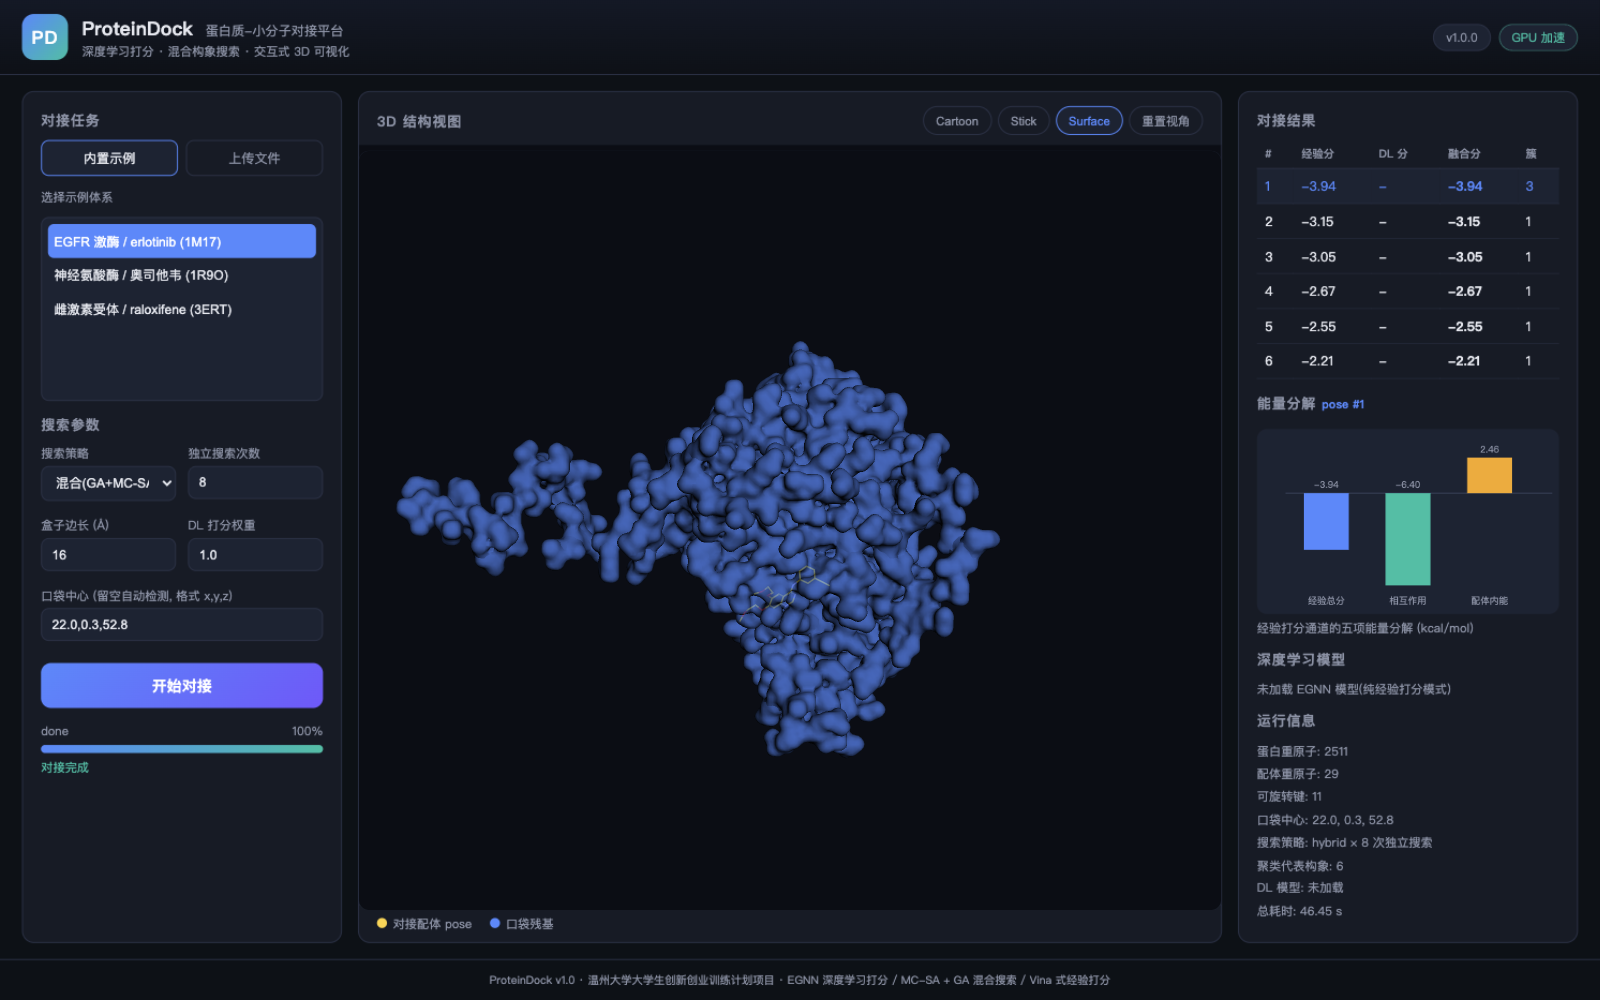 PD
ProteinDock 蛋白质–小分子对接平台
深度学习打分 · 混合构象搜索 · 交互式 3D 可视化
v1.0.0
GPU 加速
对接任务
内置示例
上传文件
选择示例体系
EGFR 激酶 / erlotinib (1M17)
神经氨酸酶 / 奥司他韦 (1R9O)
雌激素受体 / raloxifene (3ERT)
搜索参数
搜索策略 独立搜索次数
混合(GA+MC-SA 8
盒子边长 (Å) DL 打分权重
16 1.0
口袋中心 (留空自动检测, 格式 x,y,z)
22.0,0.3,52.8
开始对接
done 100%
对接完成
3D 结构视图
Cartoon Stick Surface 重置视角
对接配体 pose 口袋残基
对接结果
# 经验分 DL 分 融合分 簇
1 −3.94 – −3.94 3
2 −3.15 – −3.15 1
3 −3.05 – −3.05 1
4 −2.67 – −2.67 1
5 −2.55 – −2.55 1
6 −2.21 – −2.21 1
能量分解 pose #1
2.46
−3.94 −6.40
经验总分 相互作用 配体内能
经验打分通道的五项能量分解 (kcal/mol)
深度学习模型
未加载 EGNN 模型(纯经验打分模式)
运行信息
蛋白重原子: 2511
配体重原子: 29
可旋转键: 11
口袋中心: 22.0, 0.3, 52.8
搜索策略: hybrid × 8 次独立搜索
聚类代表构象: 6
DL 模型: 未加载
总耗时: 46.45 s
ProteinDock v1.0 · 温州大学大学生创新创业训练计划项目 · EGNN 深度学习打分 / MC-SA + GA 混合搜索 / Vina 式经验打分